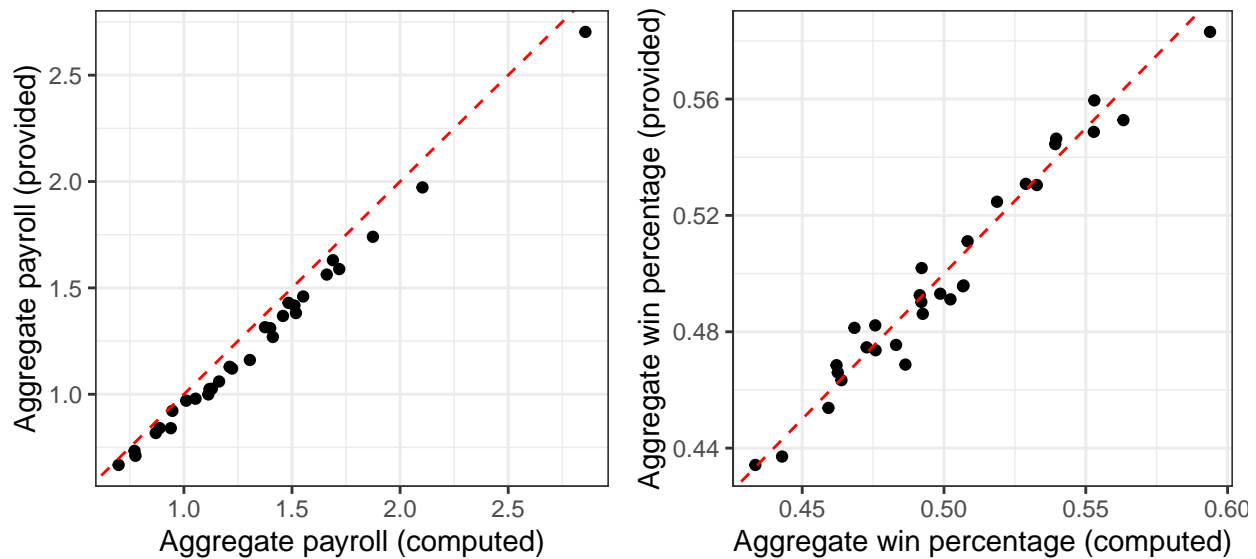 Aggregate payroll (provided)
2.5
2.0
1.5
1.0
1.0 1.5 2.0 2.5
Aggregate payroll (computed)
Aggregate win percentage (provided)
0.56
0.52
0.48
0.44
0.45 0.50 0.55 0.60
Aggregate win percentage (computed)